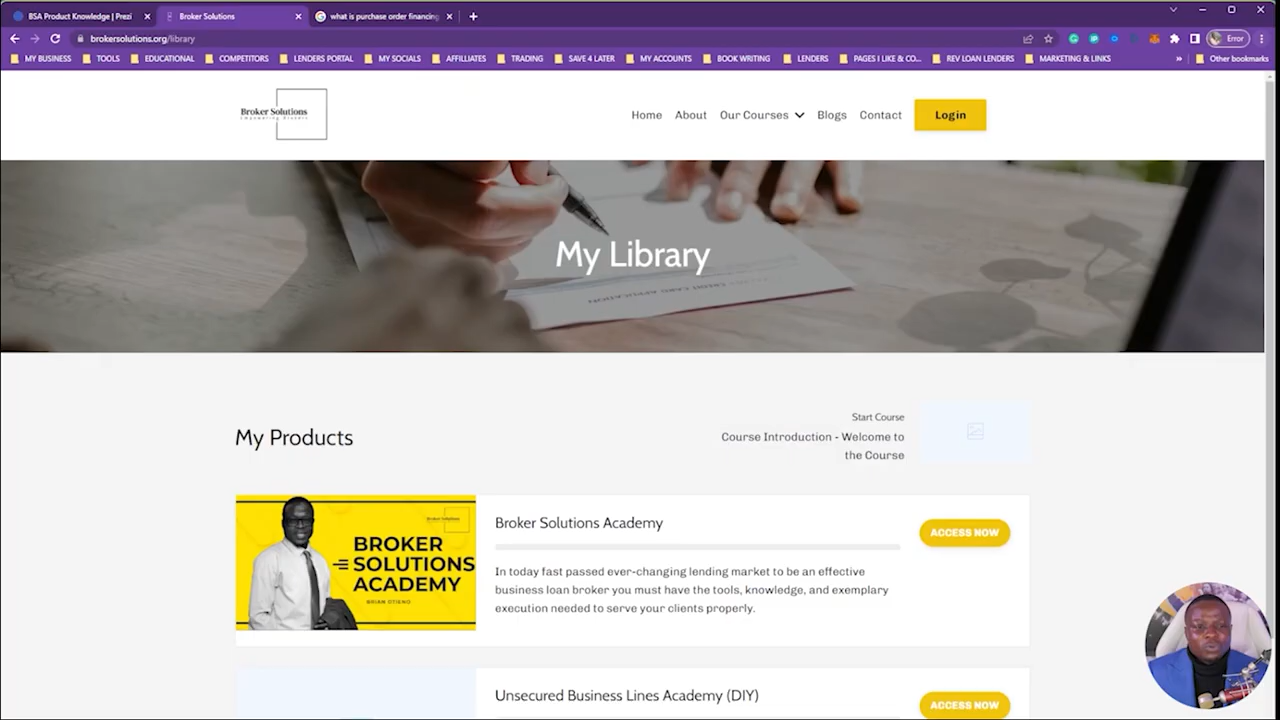 BSA Product Knowledge | Prezi
Broker Solutions
what is purchase order financing
brokersolutions.org/library
Error
MY BUSINESS
TOOLS
EDUCATIONAL
COMPETITORS
LENDERS PORTAL
MY SOCIALS
AFFILIATES
TRADING
SAVE 4 LATER
MY ACCOUNTS
BOOK WRITING
LENDERS
PAGES I LIKE & CO...
REV LOAN LENDERS
MARKETING & LINKS
»
Other bookmarks
Broker Solutions
Empowering Brokers
Home
About
Our Courses
Blogs
Contact
Login
My Library
My Products
Start Course
Course Introduction - Welcome to
the Course
Broker Solutions
BROKER
SOLUTIONS
ACADEMY
BRIAN OTIENO
Broker Solutions Academy
ACCESS NOW
In today fast passed ever-changing lending market to be an effective
business loan broker you must have the tools, knowledge, and exemplary
execution needed to serve your clients properly.
Unsecured Business Lines Academy (DIY)
ACCESS NOW